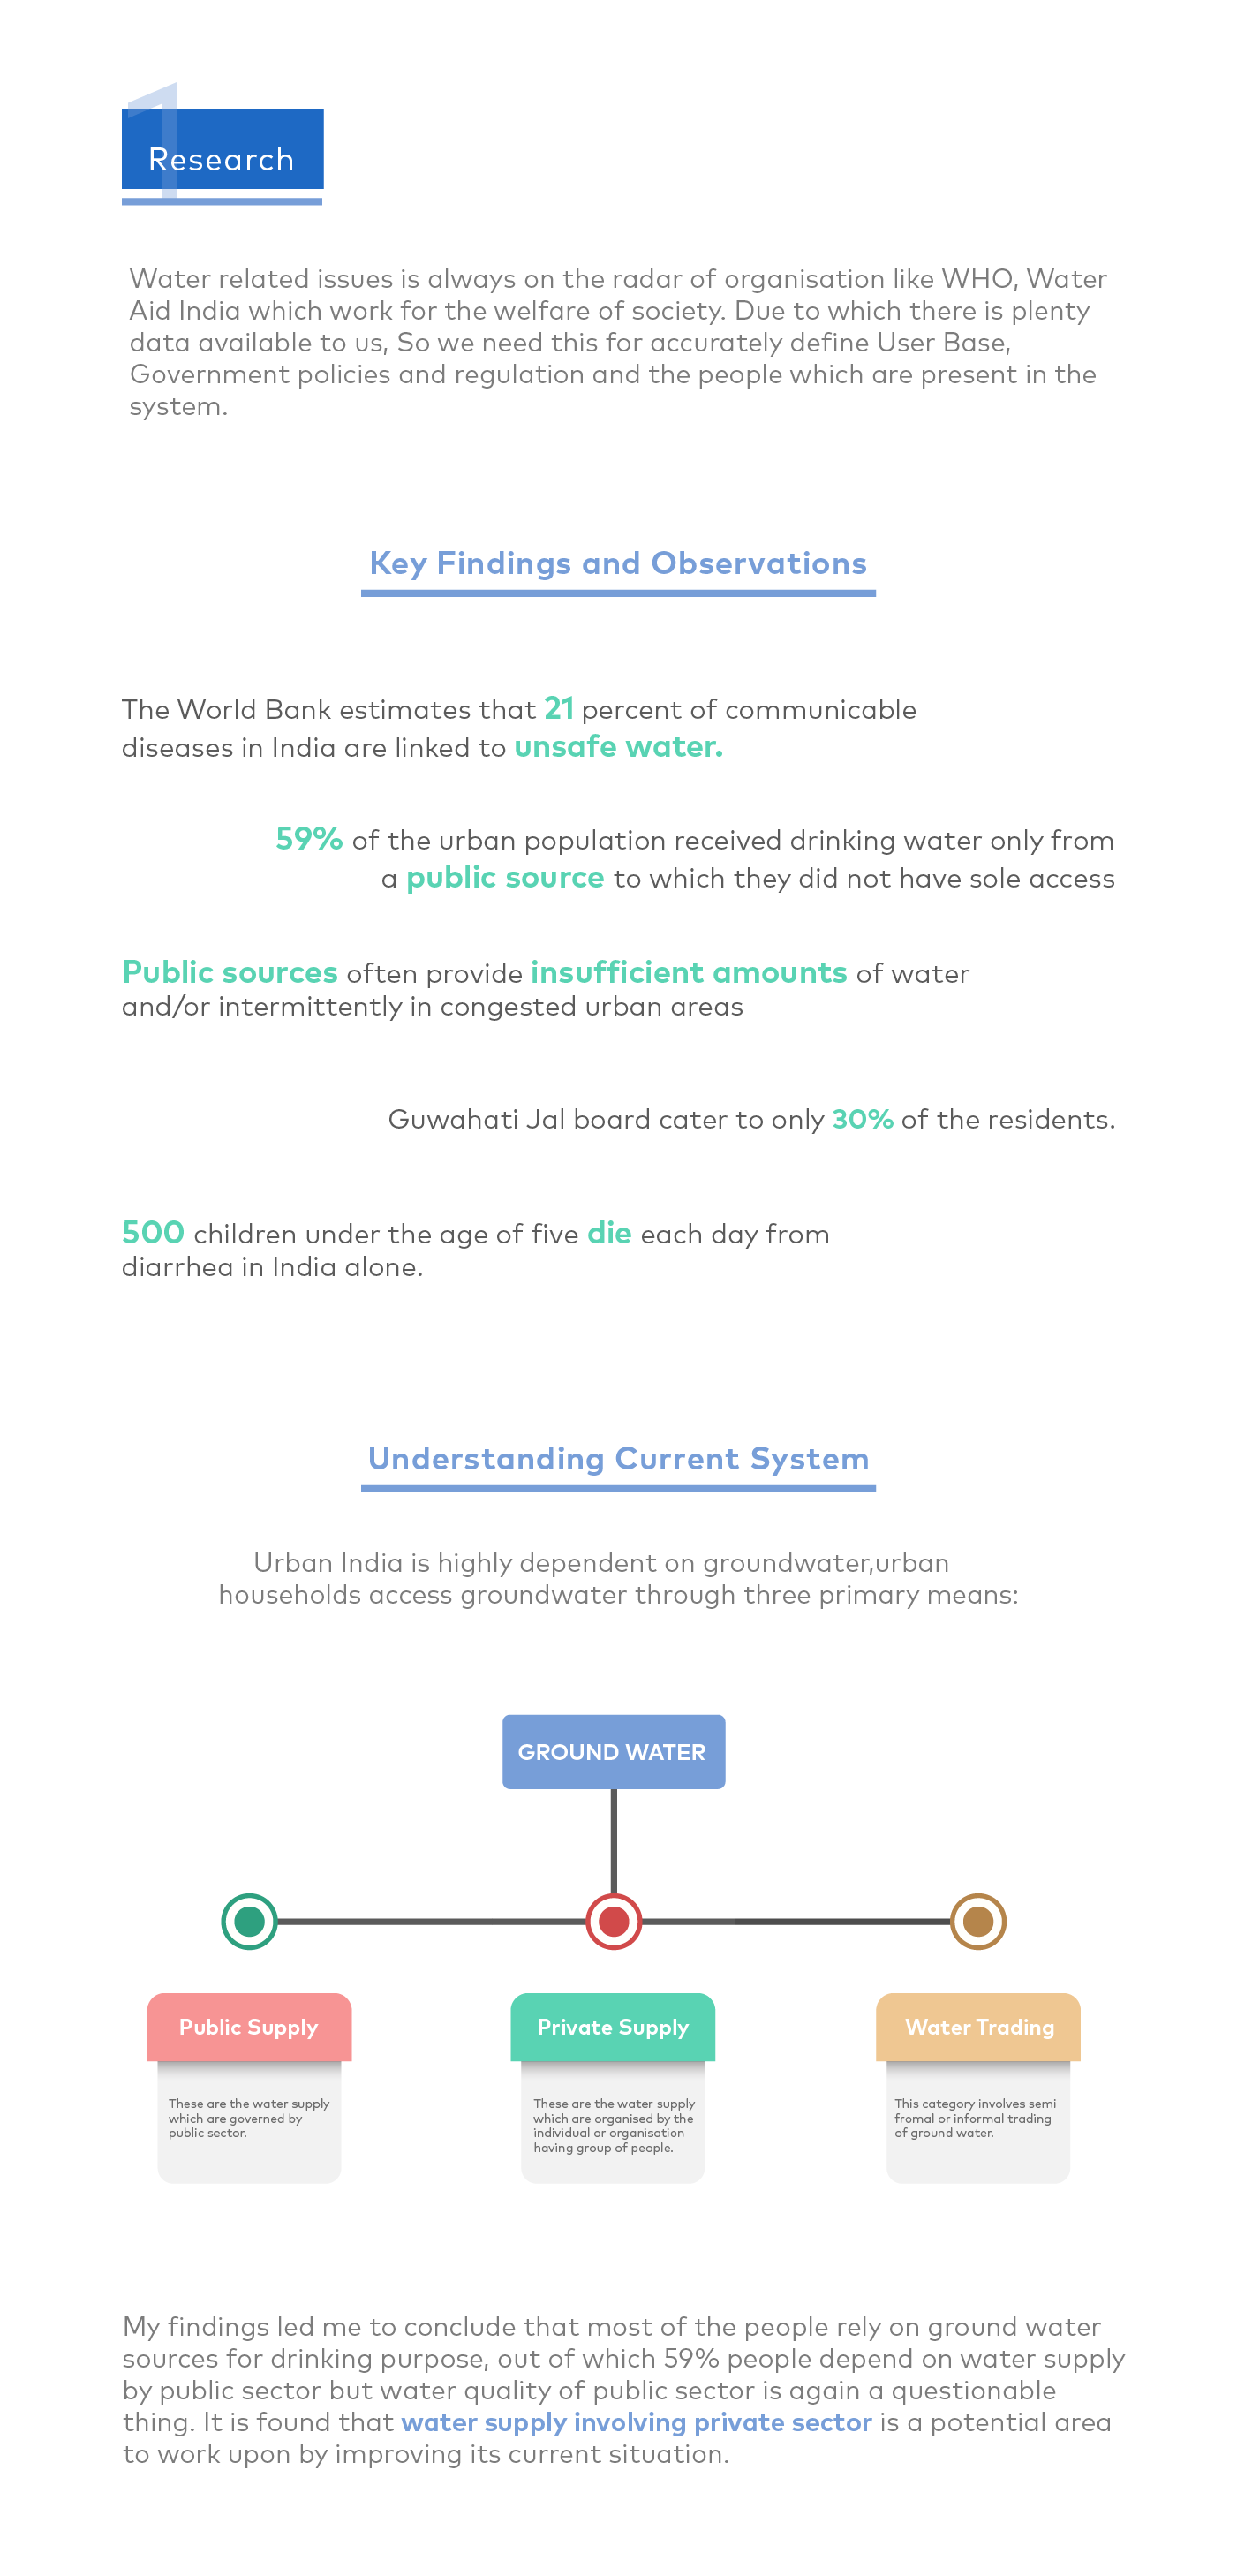 1
Research
Water related issues is always on the radar of organisation like WHO, Water
Aid India which work for the welfare of society. Due to which there is plenty
data available to us, So we need this for accurately define User Base,
Government policies and regulation and the people which are present in the
system.
Key Findings and Observations
The World Bank estimates that 21 percent of communicable
diseases in India are linked to unsafe water.
59% of the urban population received drinking water only from
a public source to which they did not have sole access
Public sources often provide insufficient amounts of water
and/or intermittently in congested urban areas
Guwahati Jal board cater to only 30% of the residents.
500 children under the age of five die each day from
diarrhea in India alone.
Understanding Current System
Urban India is highly dependent on groundwater,urban
households access groundwater through three primary means:
GROUND WATER
Public Supply
These are the water supply
which are governed by
public sector.
Private Supply
These are the water supply
which are organised by the
individual or organisation
having group of people.
Water Trading
This category involves semi
fromal or informal trading
of ground water.
My findings led me to conclude that most of the people rely on ground water
sources for drinking purpose, out of which 59% people depend on water supply
by public sector but water quality of public sector is again a questionable
thing. It is found that water supply involving private sector is a potential area
to work upon by improving its current situation.